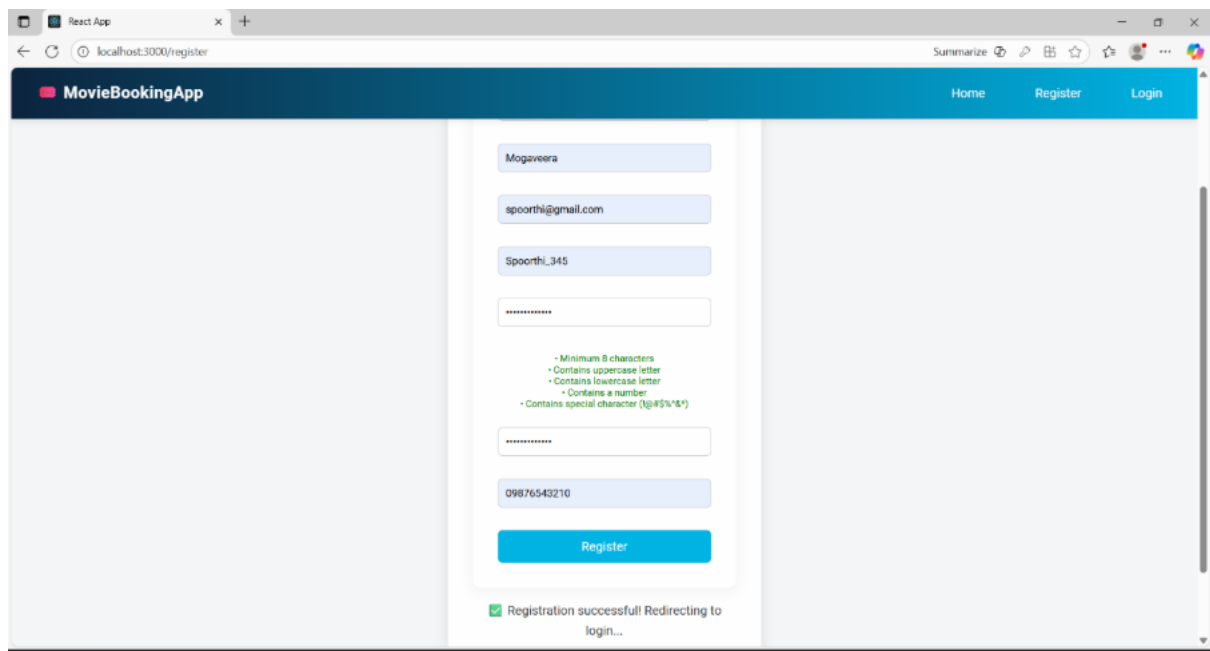 React App
localhost:3000/register
Summarize
MovieBookingApp
Home Register Login
Mogaveera
spoorthi@gmail.com
Spoorthi_345
•••••••••••••
• Minimum 8 characters
• Contains uppercase letter
• Contains lowercase letter
• Contains a number
• Contains special character (!@#$%^&*)
•••••••••••••
09876543210
Register
✅ Registration successful! Redirecting to
login...